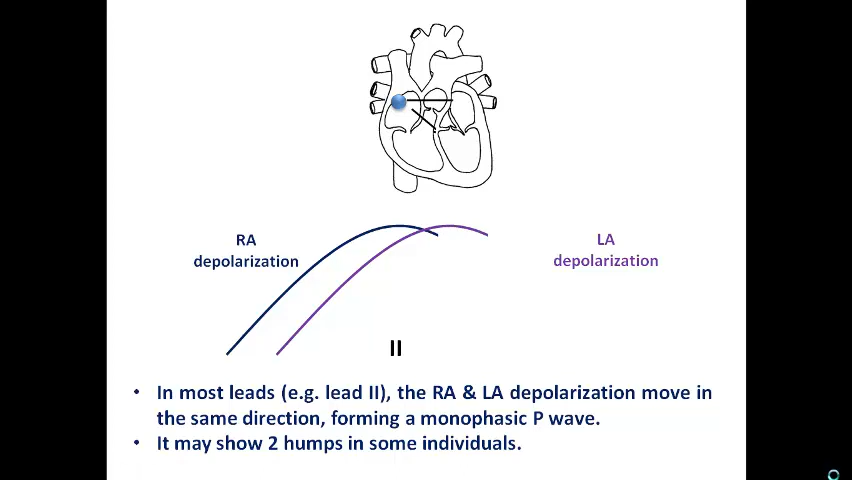 RA
depolarization
LA
depolarization
II
• In most leads (e.g. lead II), the RA & LA depolarization move in
the same direction, forming a monophasic P wave.
• It may show 2 humps in some individuals.